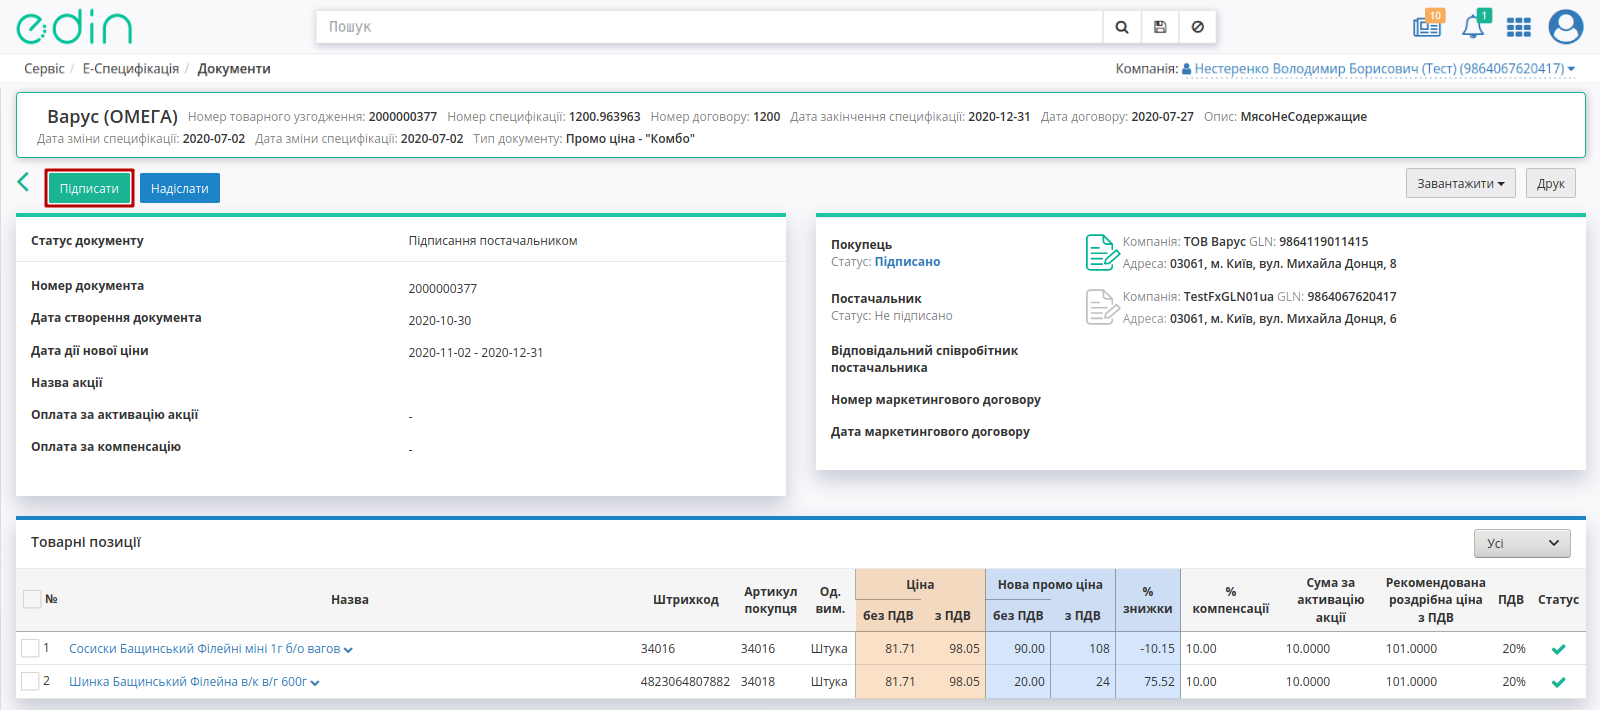 edin
Пошук
10
1
Сервіс / Е-Специфікація / Документи
Компанія: Нестеренко Володимир Борисович (Тест) (9864067620417)
Варус (ОМЕГА) Номер товарного узгодження: 2000000377 Номер специфікації: 1200.963963 Номер договору: 1200 Дата закінчення специфікації: 2020-12-31 Дата договору: 2020-07-27 Опис: МясоНеСодержащие
Дата зміни специфікації: 2020-07-02 Дата зміни специфікації: 2020-07-02 Тип документу: Промо ціна - "Комбо"
Підписати Надіслати Завантажити Друк
Статус документу Підписання постачальником
Номер документа 2000000377
Дата створення документа 2020-10-30
Дата дії нової ціни 2020-11-02 - 2020-12-31
Назва акції
Оплата за активацію акції -
Оплата за компенсацію -
Покупець
Статус: Підписано
Компанія: ТОВ Варус GLN: 9864119011415
Адреса: 03061, м. Київ, вул. Михайла Донця, 8
Постачальник
Статус: Не підписано
Компанія: TestFxGLN01ua GLN: 9864067620417
Адреса: 03061, м. Київ, вул. Михайла Донця, 6
Відповідальний співробітник
постачальника
Номер маркетингового договору
Дата маркетингового договору
Товарні позиції Усі
№ Назва Штрихкод Артикул покупця Од. вим. Ціна без ПДВ з ПДВ Нова промо ціна без ПДВ з ПДВ % знижки % компенсації Сума за активацію акції Рекомендована роздрібна ціна з ПДВ ПДВ Статус
1 Сосиски Бащинський Філейні міні 1г б/о вагов 34016 34016 Штука 81.71 98.05 90.00 108 -10.15 10.00 10.0000 101.0000 20%
2 Шинка Бащинський Філейна в/к в/г 600г 4823064807882 34018 Штука 81.71 98.05 20.00 24 75.52 10.00 10.0000 101.0000 20%